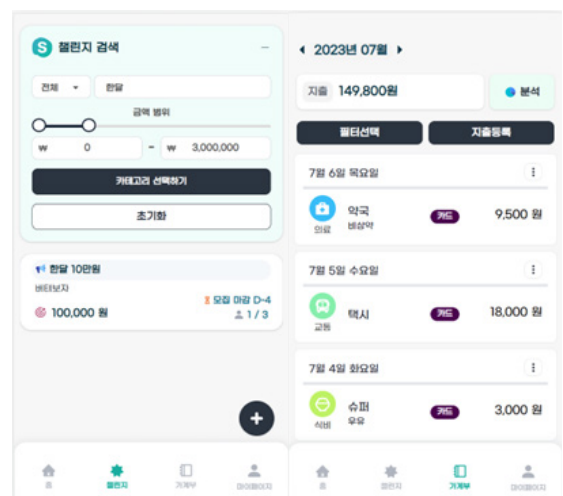 S 챌린지 검색
전체 한달
금액 범위
₩ 0 - ₩ 3,000,000
카테고리 선택하기
초기화
한달 10만원
버텨보자
100,000 원
모집 마감 D-4
1 / 3
+
홈 챌린지 가계부 마이페이지
2023년 07월
지출 149,800원 분석
필터선택 지출등록
7월 6일 목요일
의료 약국 비상약 카드 9,500 원
7월 5일 수요일
교통 택시 카드 18,000 원
7월 4일 화요일
식비 슈퍼 우유 카드 3,000 원
홈 챌린지 가계부 마이페이지